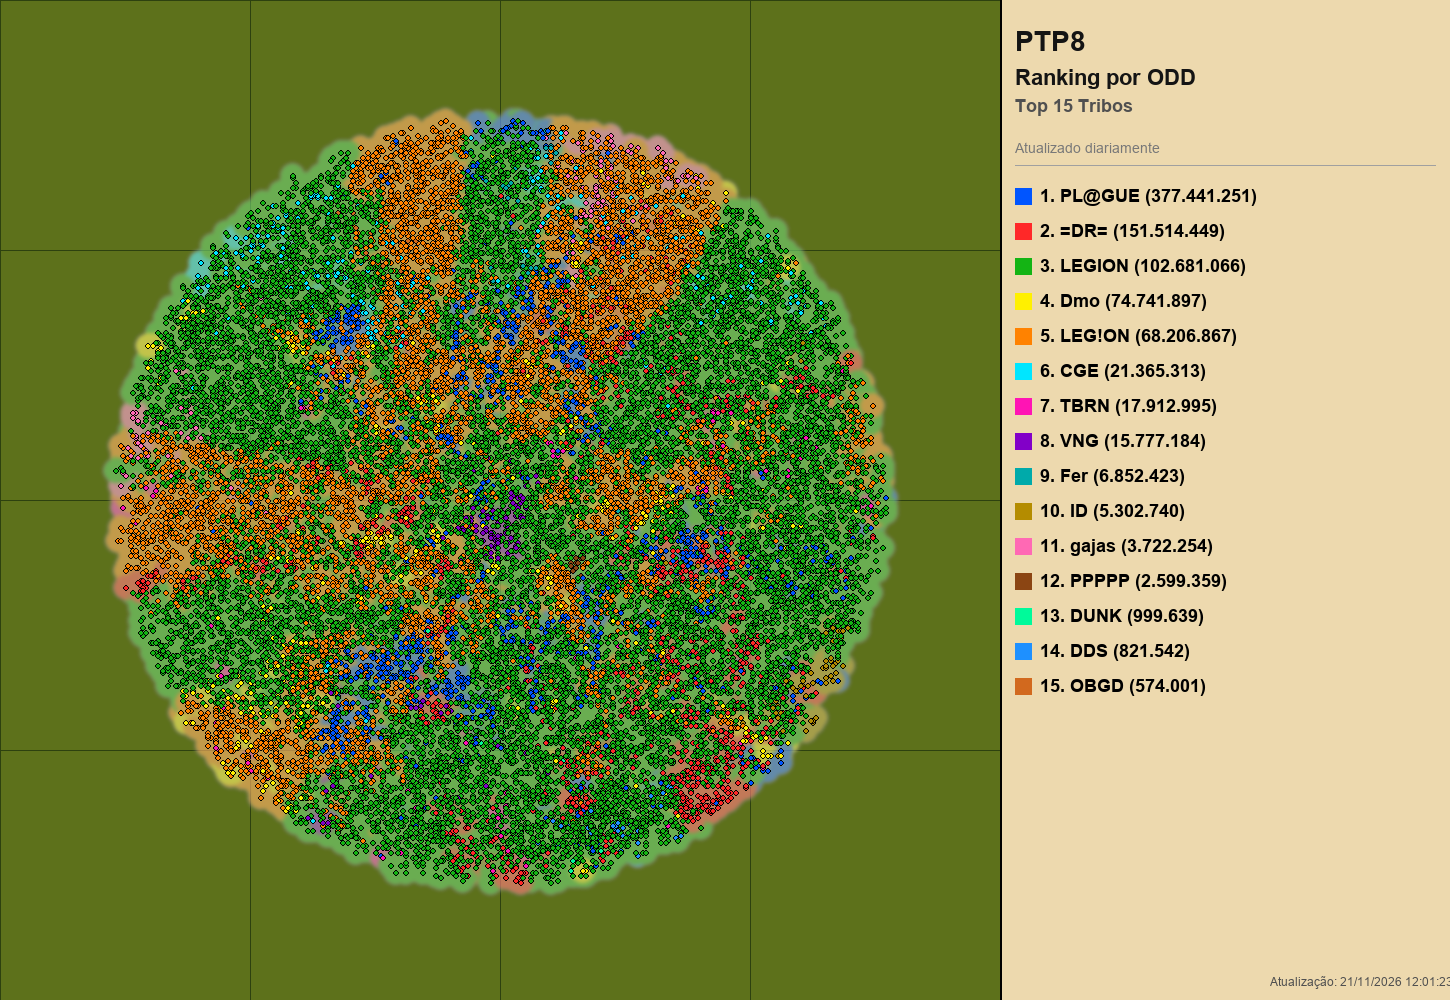 PTP8
Ranking por ODD
Top 15 Tribos
Atualizado diariamente
1. PL@GUE (377.441.251)
2. =DR= (151.514.449)
3. LEGION (102.681.066)
4. Dmo (74.741.897)
5. LEG!ON (68.206.867)
6. CGE (21.365.313)
7. TBRN (17.912.995)
8. VNG (15.777.184)
9. Fer (6.852.423)
10. ID (5.302.740)
11. gajas (3.722.254)
12. PPPPP (2.599.359)
13. DUNK (999.639)
14. DDS (821.542)
15. OBGD (574.001)
Atualização: 21/11/2026 12:01:23